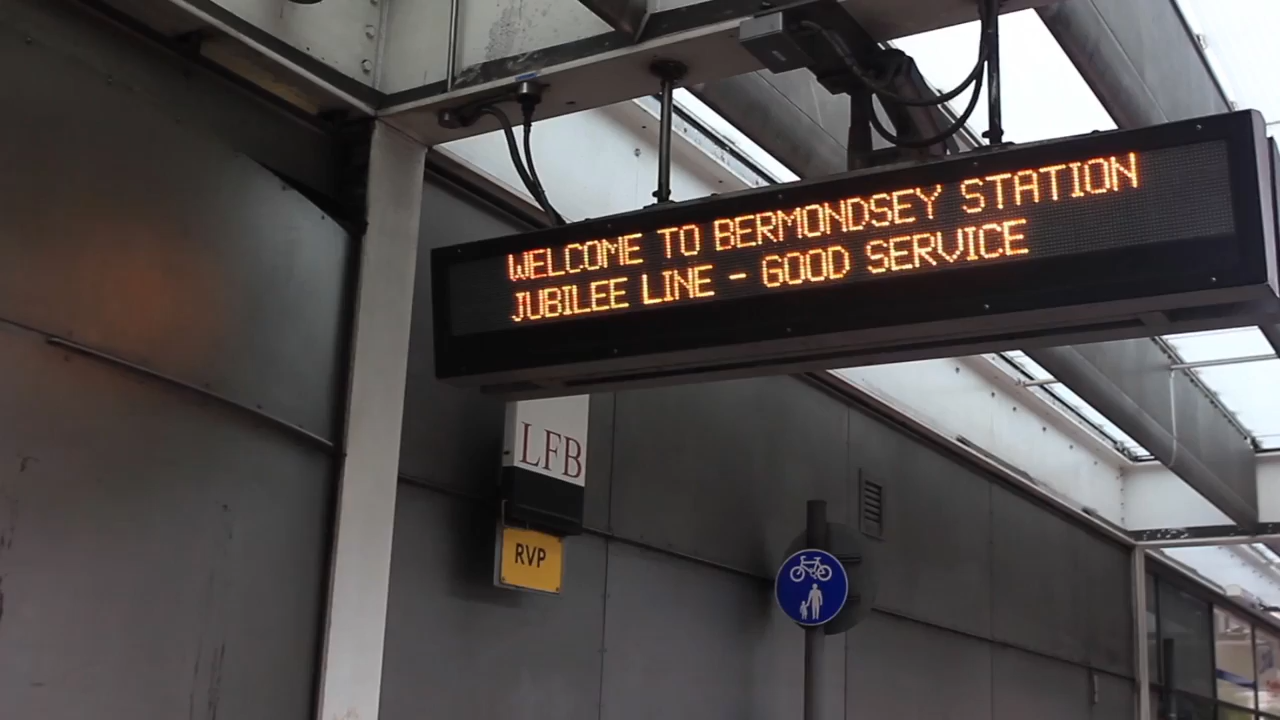 WELCOME TO BERMONDSEY STATION
JUBILEE LINE - GOOD SERVICE
LFB
RVP